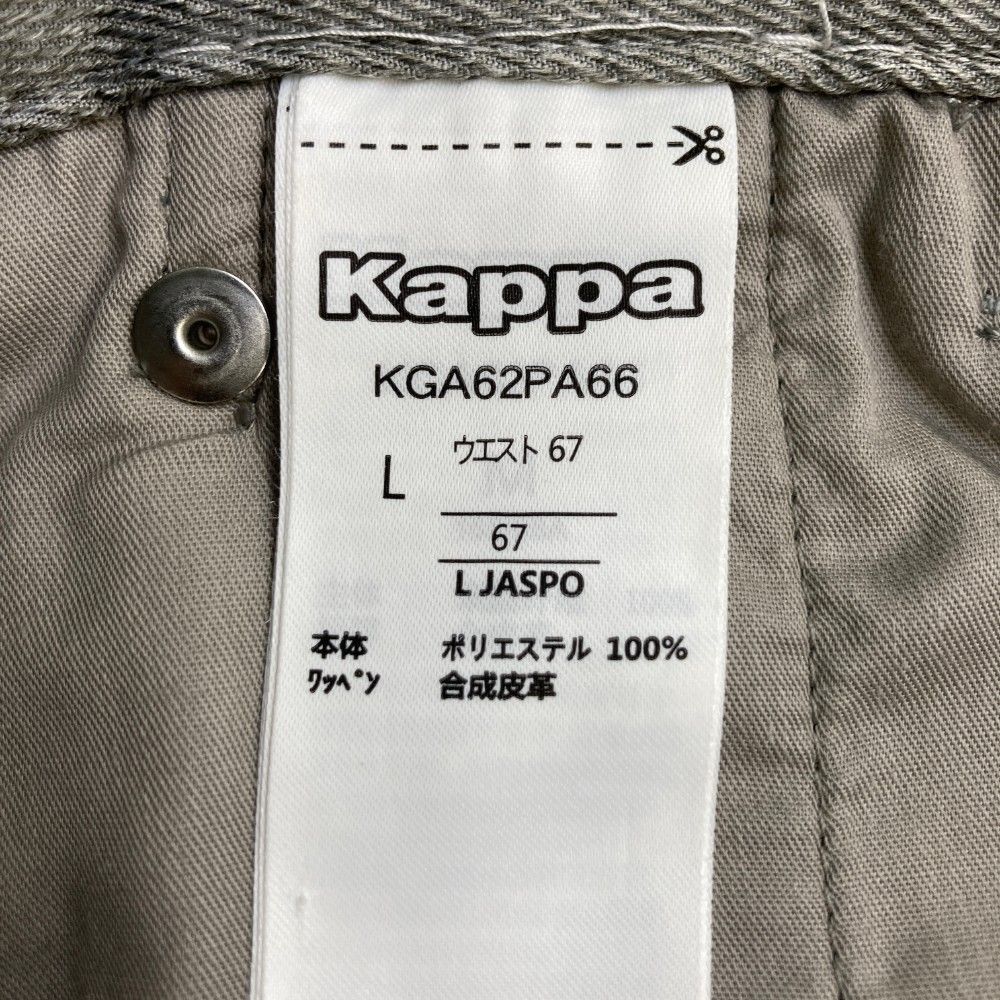 Kappa
KGA62PA66
L
ウエスト 67
67
L JASPO
本体 ポリエステル 100%
ﾜｯﾍﾟﾝ 合成皮革